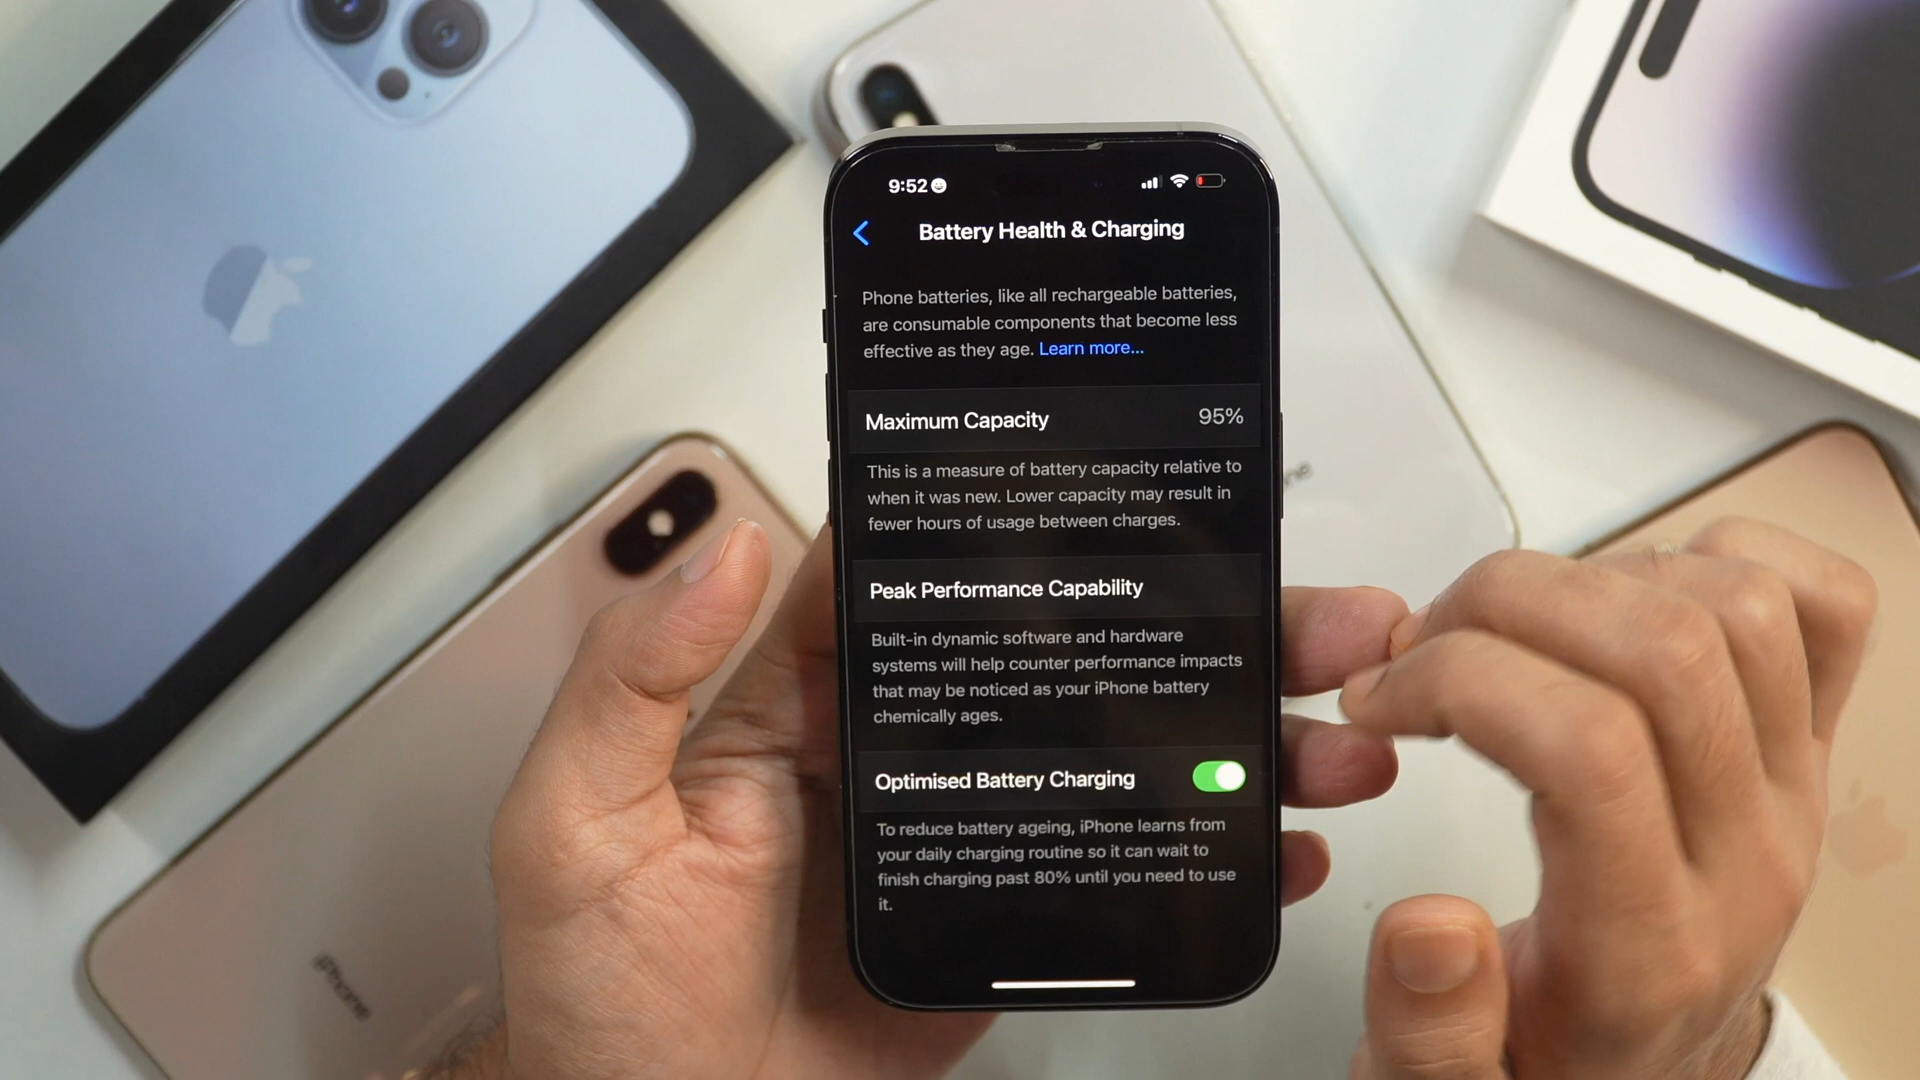 9:52
Battery Health & Charging
Phone batteries, like all rechargeable batteries,
are consumable components that become less
effective as they age. Learn more...
Maximum Capacity 95%
This is a measure of battery capacity relative to
when it was new. Lower capacity may result in
fewer hours of usage between charges.
Peak Performance Capability
Built-in dynamic software and hardware
systems will help counter performance impacts
that may be noticed as your iPhone battery
chemically ages.
Optimised Battery Charging
To reduce battery ageing, iPhone learns from
your daily charging routine so it can wait to
finish charging past 80% until you need to use
it.
iPhone
ne